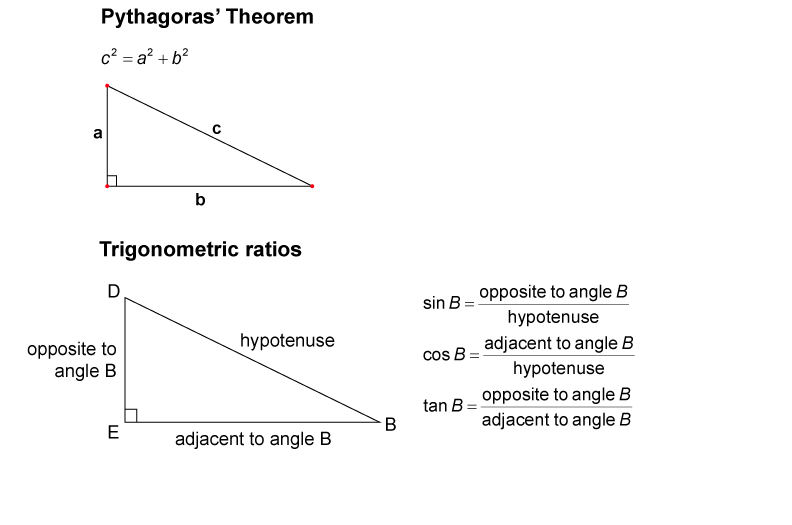 Pythagoras’ Theorem
c² = a² + b²
a
c
b
Trigonometric ratios
D
opposite to
angle B
hypotenuse
E
adjacent to angle B
B
sin B = opposite to angle B / hypotenuse
cos B = adjacent to angle B / hypotenuse
tan B = opposite to angle B / adjacent to angle B